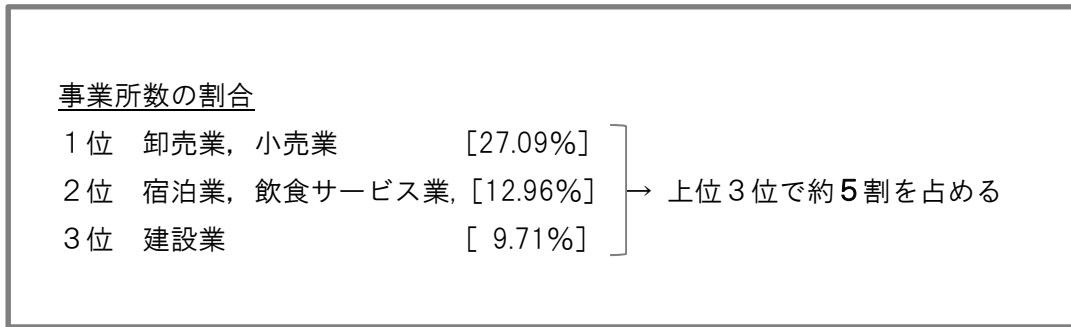 事業所数の割合
１位　卸売業，小売業　[27.09%]
２位　宿泊業，飲食サービス業, [12.96%]　→ 上位３位で約５割を占める
３位　建設業　[ 9.71%]